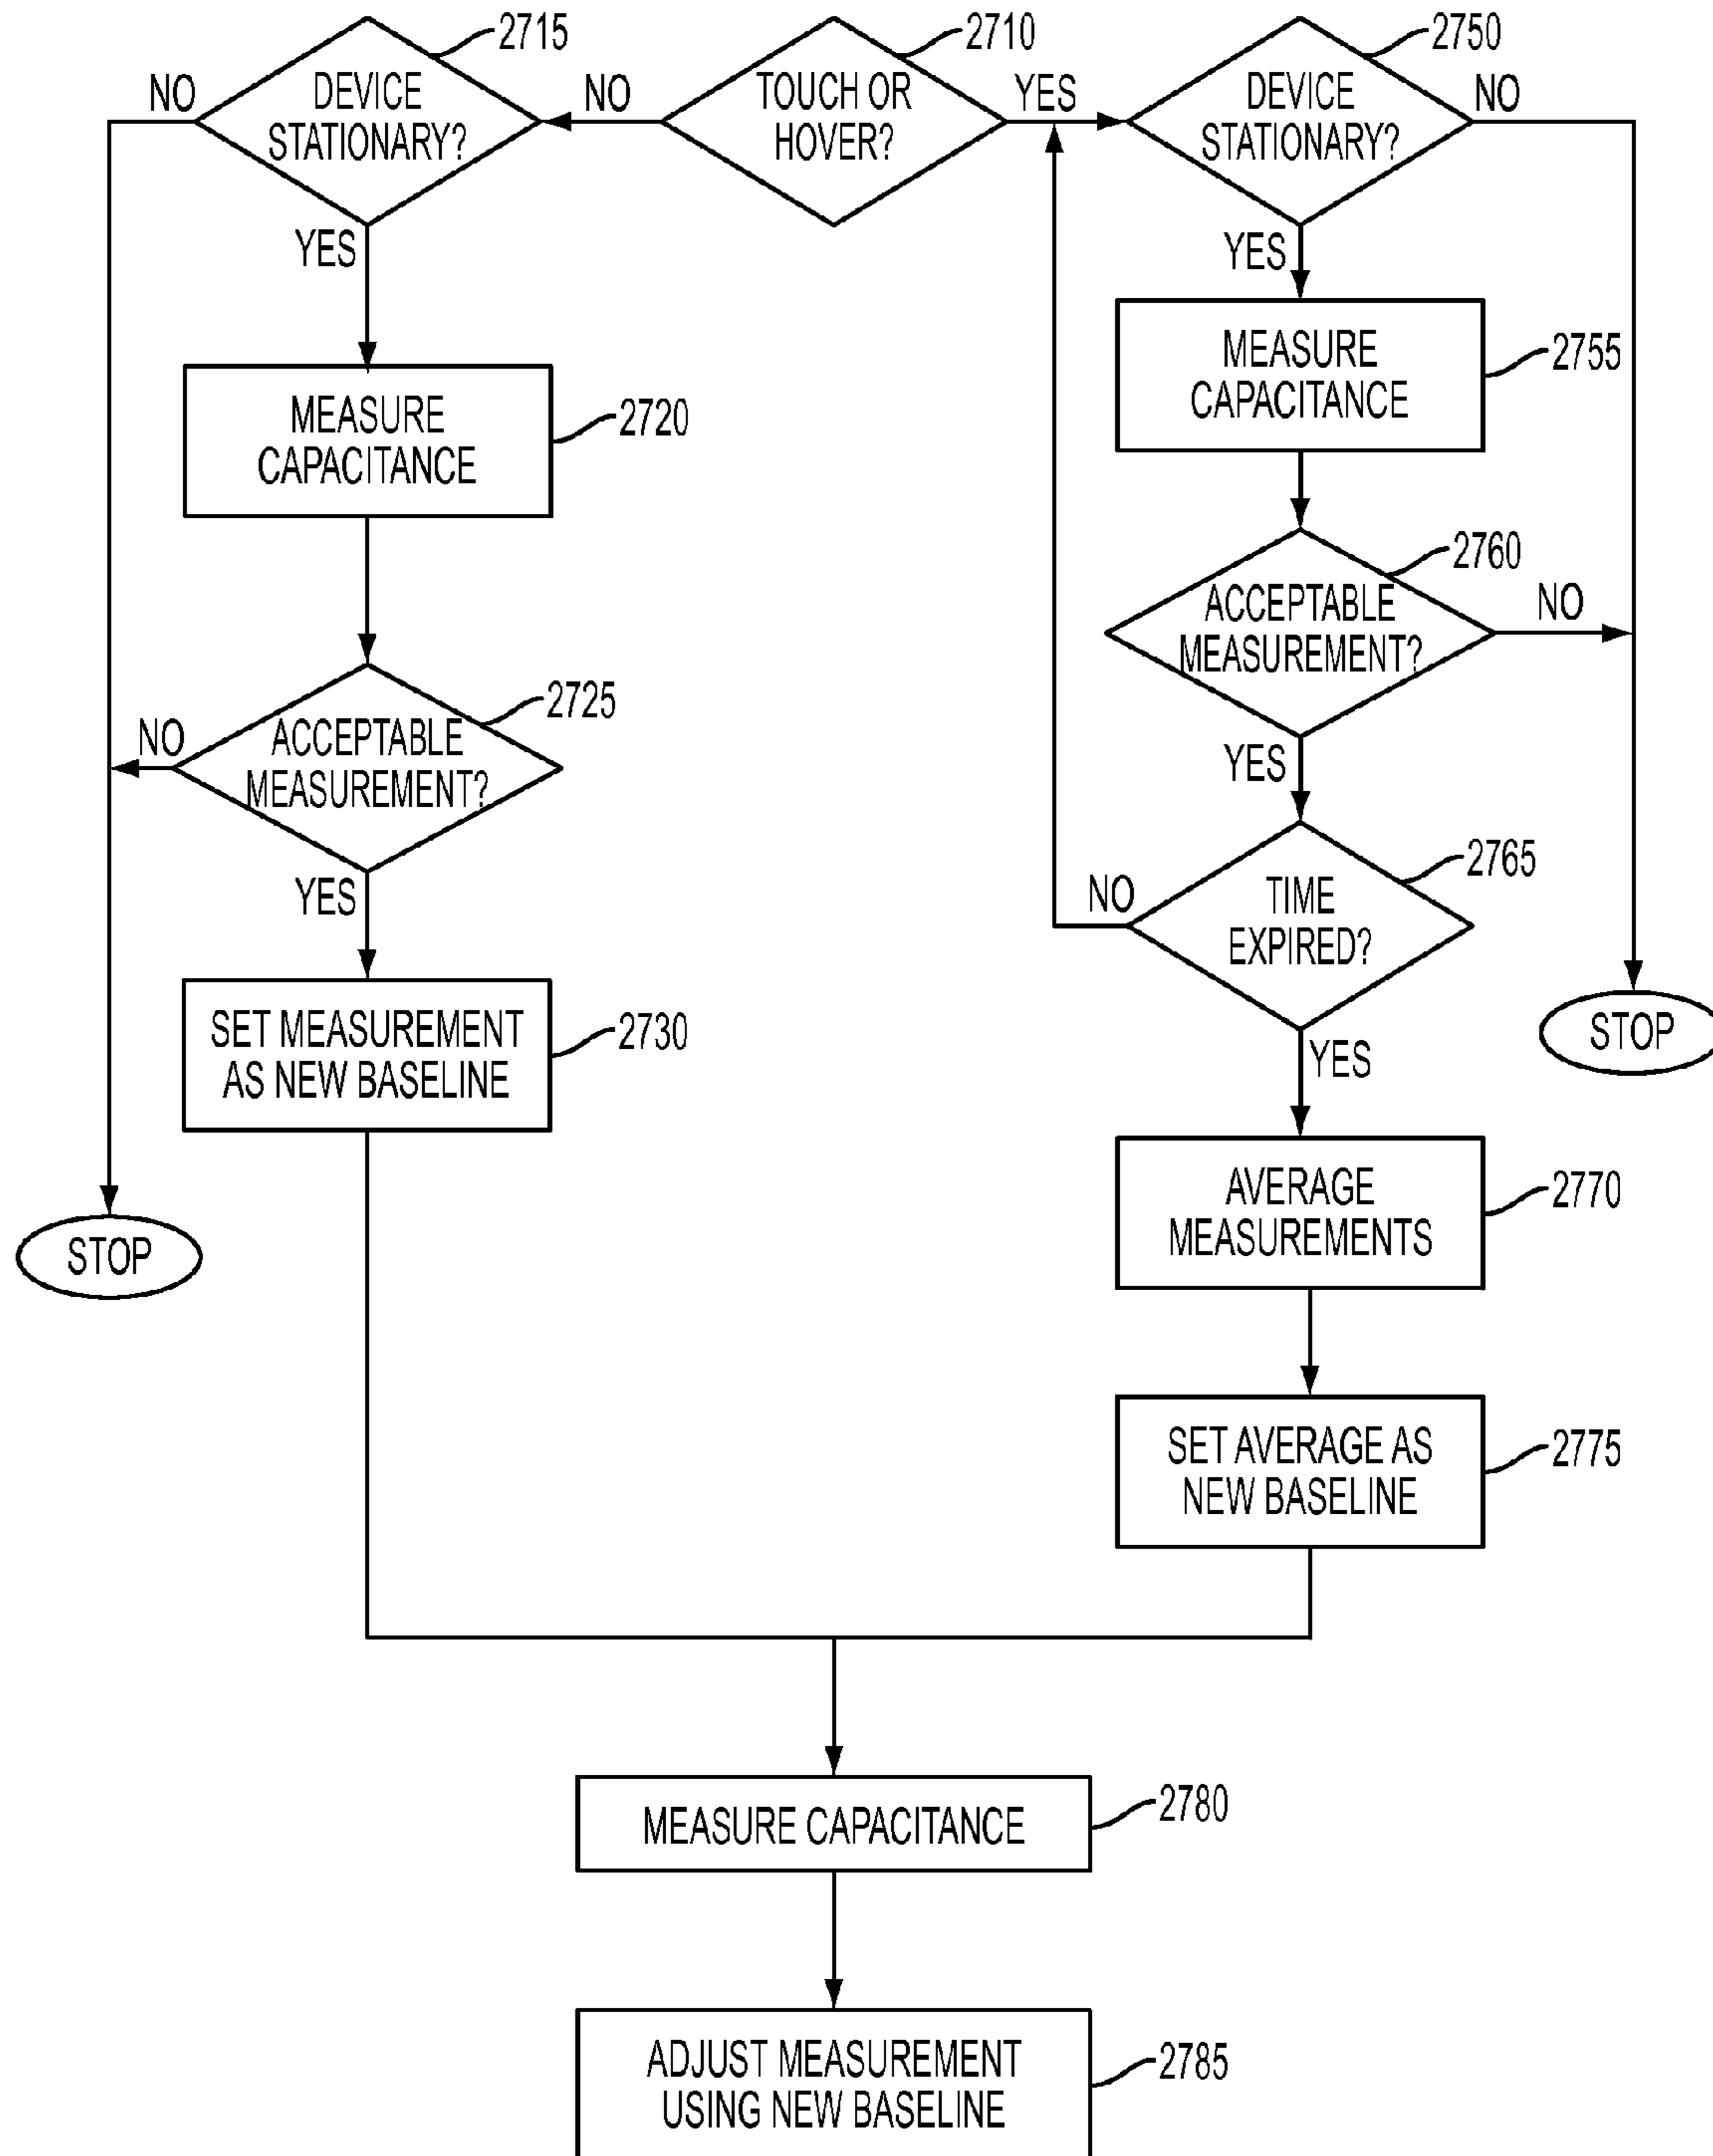 2715
2710
2750
NO
DEVICE
STATIONARY?
NO
TOUCH OR
HOVER?
YES
DEVICE
STATIONARY?
NO
YES
YES
MEASURE
CAPACITANCE
2720
MEASURE
CAPACITANCE
2755
2760
ACCEPTABLE
MEASUREMENT?
NO
2725
NO
ACCEPTABLE
MEASUREMENT?
YES
YES
2765
NO
TIME
EXPIRED?
SET MEASUREMENT
AS NEW BASELINE
2730
STOP
YES
STOP
AVERAGE
MEASUREMENTS
2770
SET AVERAGE AS
NEW BASELINE
2775
MEASURE CAPACITANCE
2780
ADJUST MEASUREMENT
USING NEW BASELINE
2785